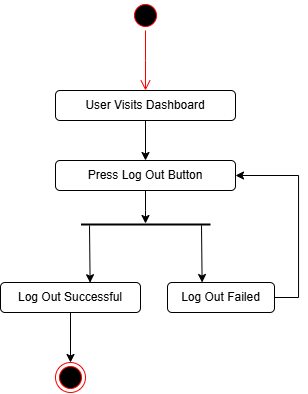 User Visits Dashboard
Press Log Out Button
Log Out Successful
Log Out Failed